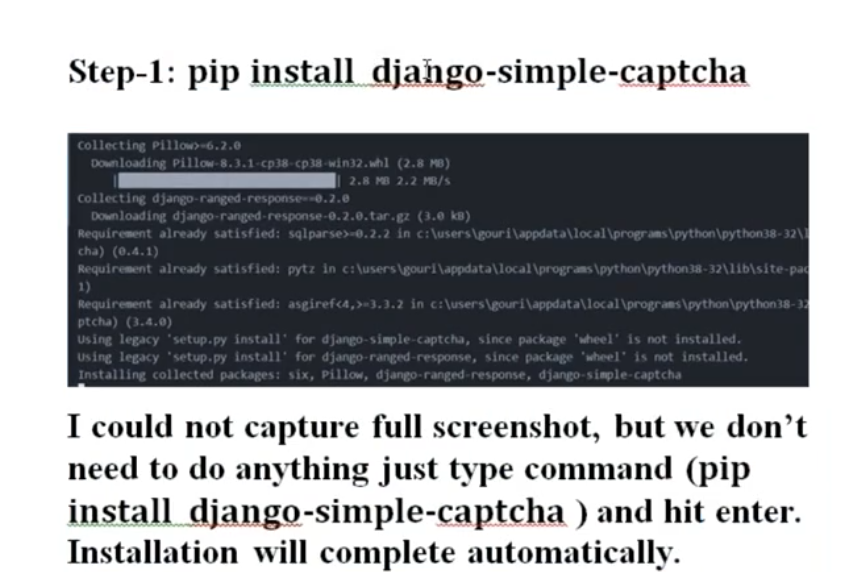 Step-1: pip install django-simple-captcha
Collecting Pillow>=6.2.0
Downloading Pillow-8.3.1-cp38-cp38-win32.whl (2.8 MB)
| | 2.8 MB 2.2 MB/s
Collecting django-ranged-response==0.2.0
Downloading django-ranged-response-0.2.0.tar.gz (3.0 kB)
Requirement already satisfied: sqlparse>=0.2.2 in c:\users\gouri\appdata\local\programs\python\python38-32\l
cha) (0.4.1)
Requirement already satisfied: pytz in c:\users\gouri\appdata\local\programs\python\python38-32\lib\site-pac
1)
Requirement already satisfied: asgiref<4,>=3.3.2 in c:\users\gouri\appdata\local\programs\python\python38-32
ptcha) (3.4.0)
Using legacy 'setup.py install' for django-simple-captcha, since package 'wheel' is not installed.
Using legacy 'setup.py install' for django-ranged-response, since package 'wheel' is not installed.
Installing collected packages: six, Pillow, django-ranged-response, django-simple-captcha
I could not capture full screenshot, but we don’t
need to do anything just type command (pip
install django-simple-captcha ) and hit enter.
Installation will complete automatically.